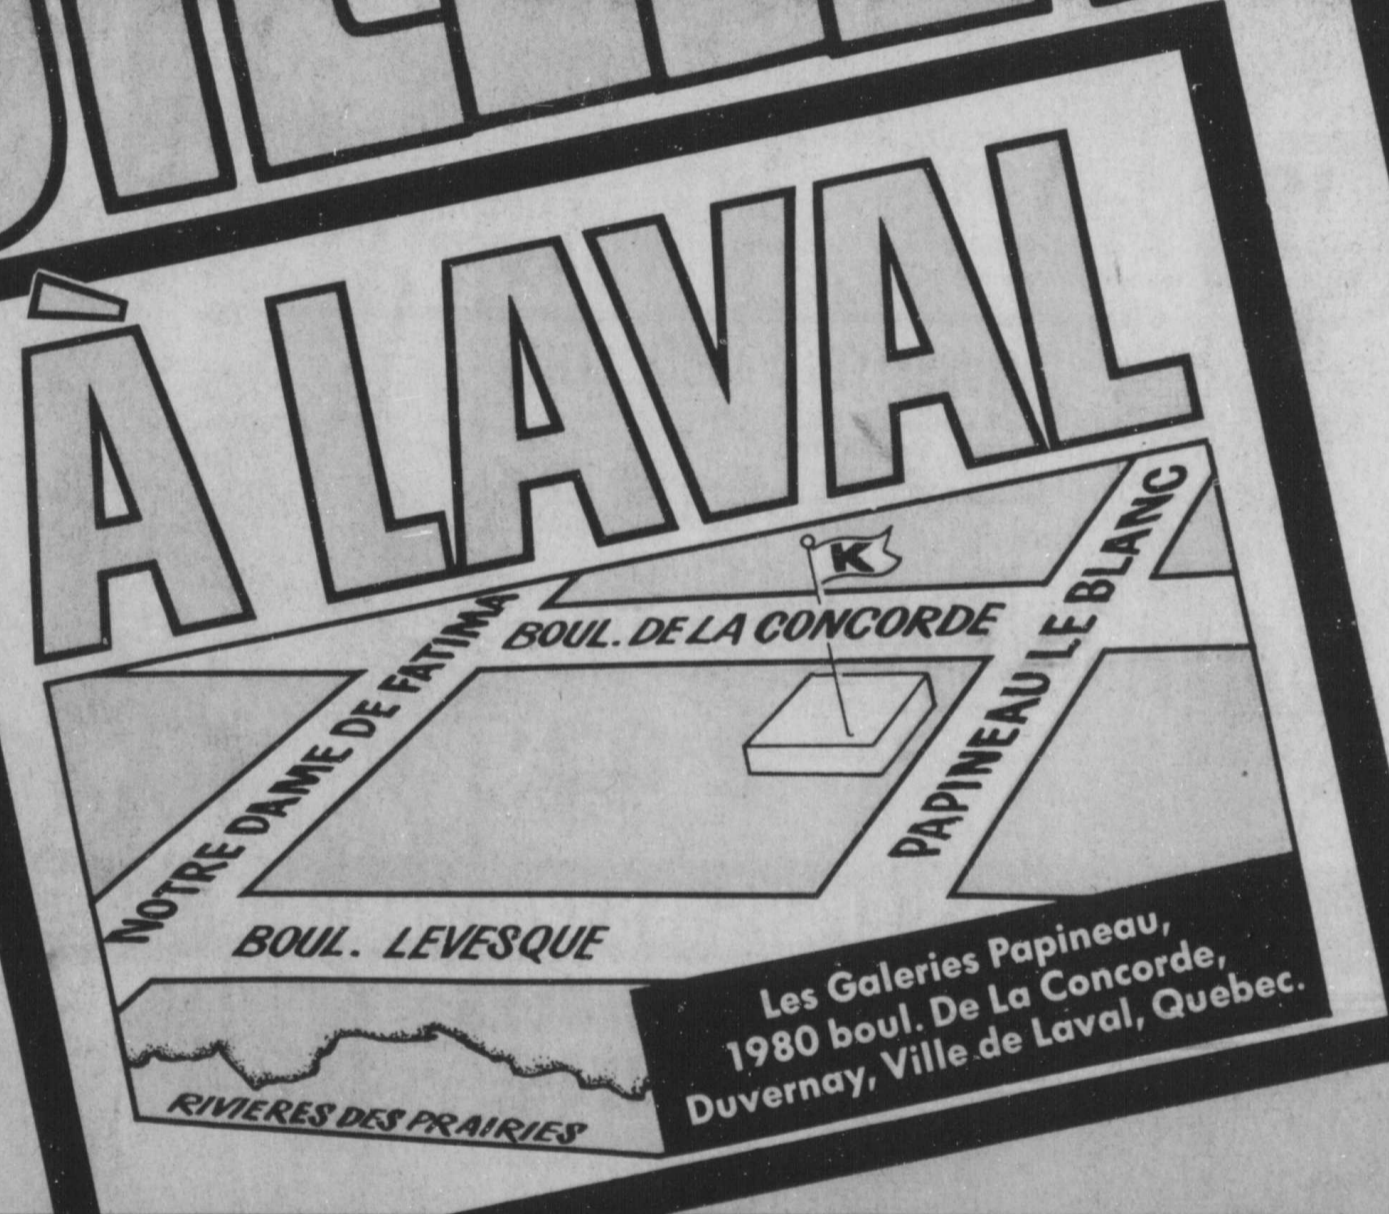 À LAVAL
K
BOUL. DE LA CONCORDE
PAPINEAU LE BLANC
NOTRE DAME DE FATIMA
BOUL. LEVESQUE
RIVIERES DES PRAIRIES
Les Galeries Papineau,
1980 boul. De La Concorde,
Duvernay, Ville de Laval, Quebec.